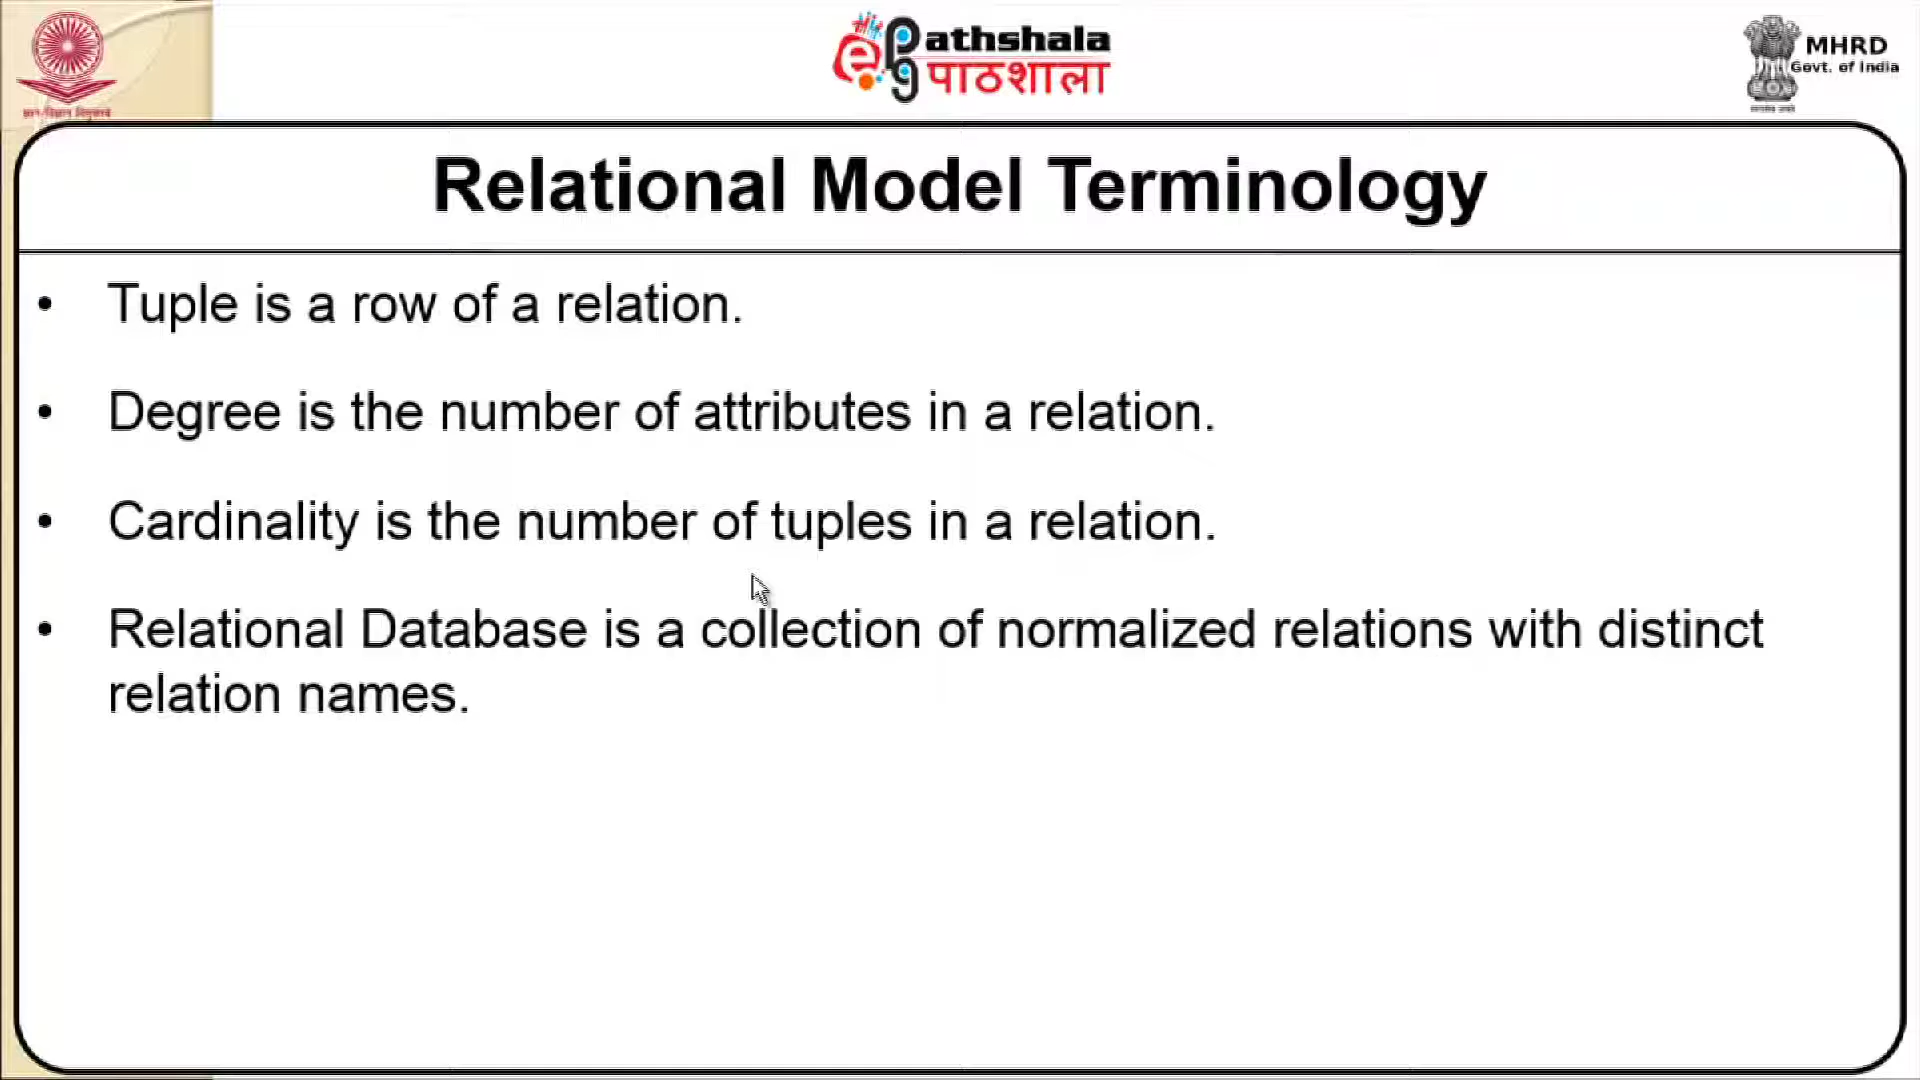 ePG Pathshala
पाठशाला
MHRD
Govt. of India
Relational Model Terminology
• Tuple is a row of a relation.
• Degree is the number of attributes in a relation.
• Cardinality is the number of tuples in a relation.
• Relational Database is a collection of normalized relations with distinct
relation names.